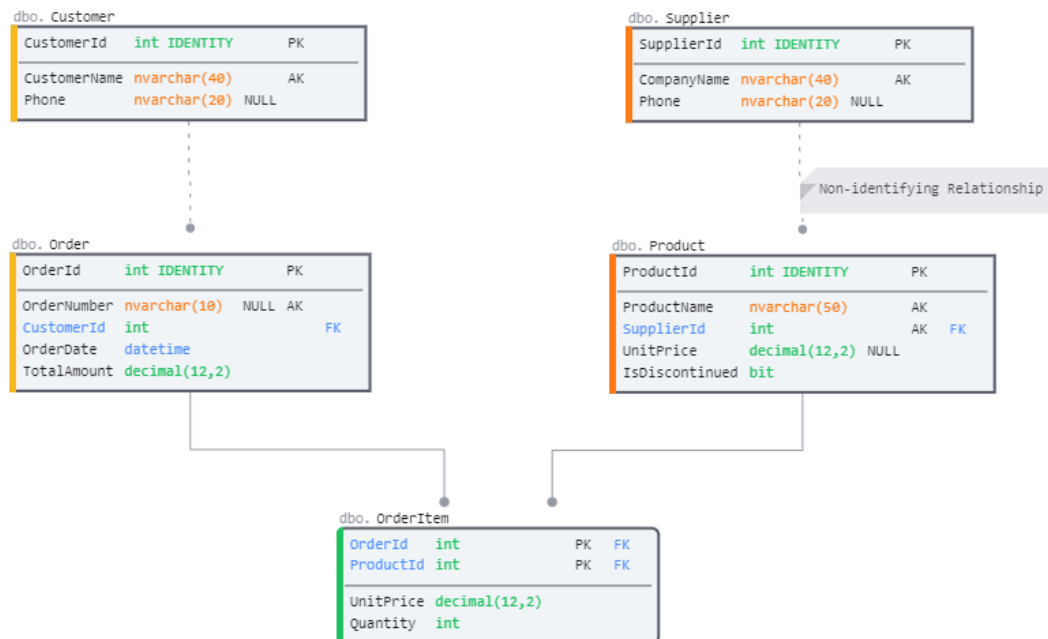 dbo. Customer
CustomerId int IDENTITY PK
CustomerName nvarchar(40) AK
Phone nvarchar(20) NULL
dbo. Supplier
SupplierId int IDENTITY PK
CompanyName nvarchar(40) AK
Phone nvarchar(20) NULL
Non-identifying Relationship
dbo. Order
OrderId int IDENTITY PK
OrderNumber nvarchar(10) NULL AK
CustomerId int FK
OrderDate datetime
TotalAmount decimal(12,2)
dbo. Product
ProductId int IDENTITY PK
ProductName nvarchar(50) AK
SupplierId int AK FK
UnitPrice decimal(12,2) NULL
IsDiscontinued bit
dbo. OrderItem
OrderId int PK FK
ProductId int PK FK
UnitPrice decimal(12,2)
Quantity int